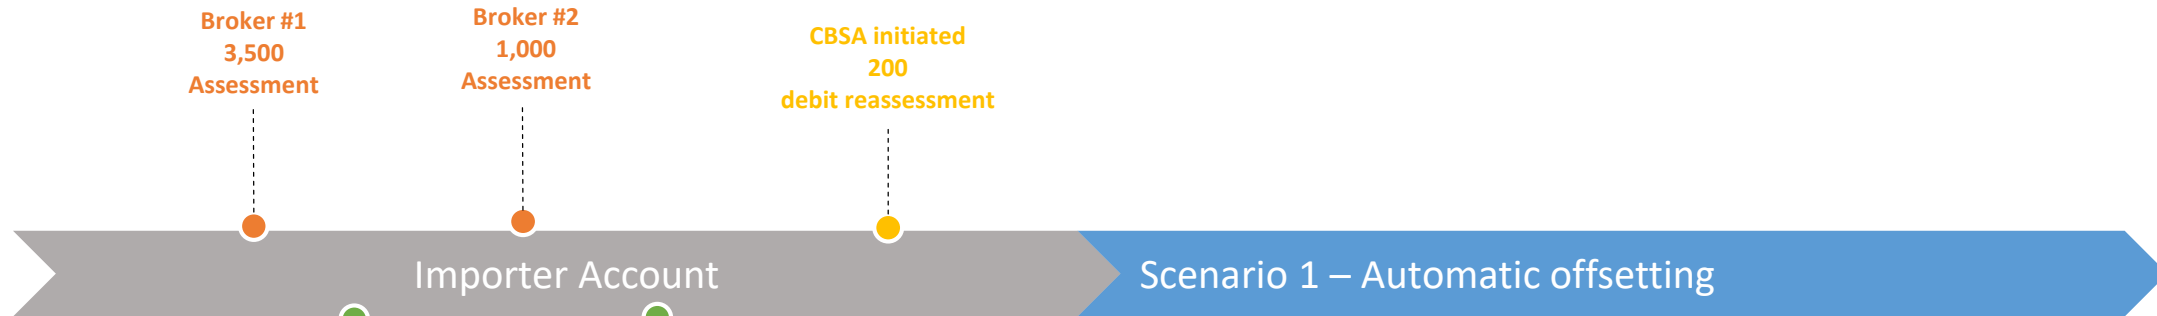 Broker #1
3,500
Assessment
Broker #2
1,000
Assessment
CBSA initiated
200
debit reassessment
Importer Account
Scenario 1 – Automatic offsetting